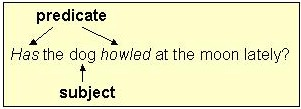 predicate
Has the dog howled at the moon lately?
subject